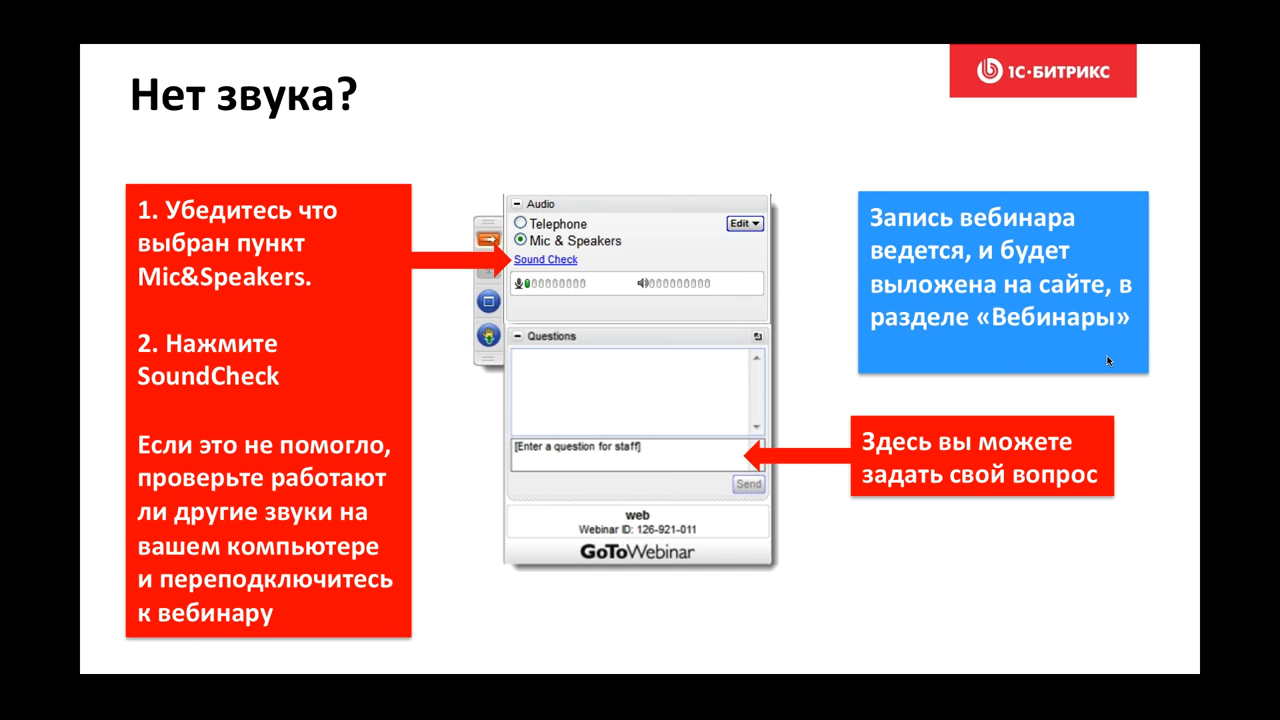 Нет звука?
1С·БИТРИКС
1. Убедитесь что
выбран пункт
Mic&Speakers.
2. Нажмите
SoundCheck
Если это не помогло,
проверьте работают
ли другие звуки на
вашем компьютере
и переподключитесь
к вебинару
Audio
Telephone
Edit
Mic & Speakers
Sound Check
Questions
[Enter a question for staff]
Send
web
Webinar ID: 126-921-011
GoToWebinar
Запись вебинара
ведется, и будет
выложена на сайте, в
разделе «Вебинары»
Здесь вы можете
задать свой вопрос